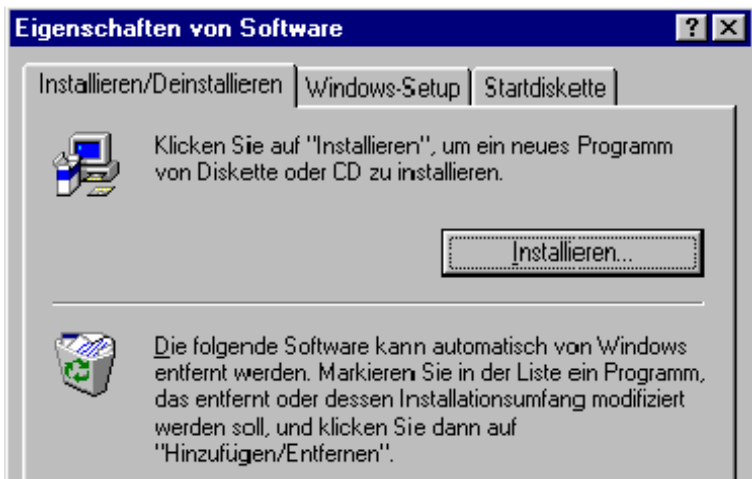 Eigenschaften von Software
Installieren/Deinstallieren Windows-Setup Startdiskette
Klicken Sie auf "Installieren", um ein neues Programm
von Diskette oder CD zu installieren.
Installieren...
Die folgende Software kann automatisch von Windows
entfernt werden. Markieren Sie in der Liste ein Programm,
das entfernt oder dessen Installationsumfang modifiziert
werden soll, und klicken Sie dann auf
"Hinzufügen/Entfernen".